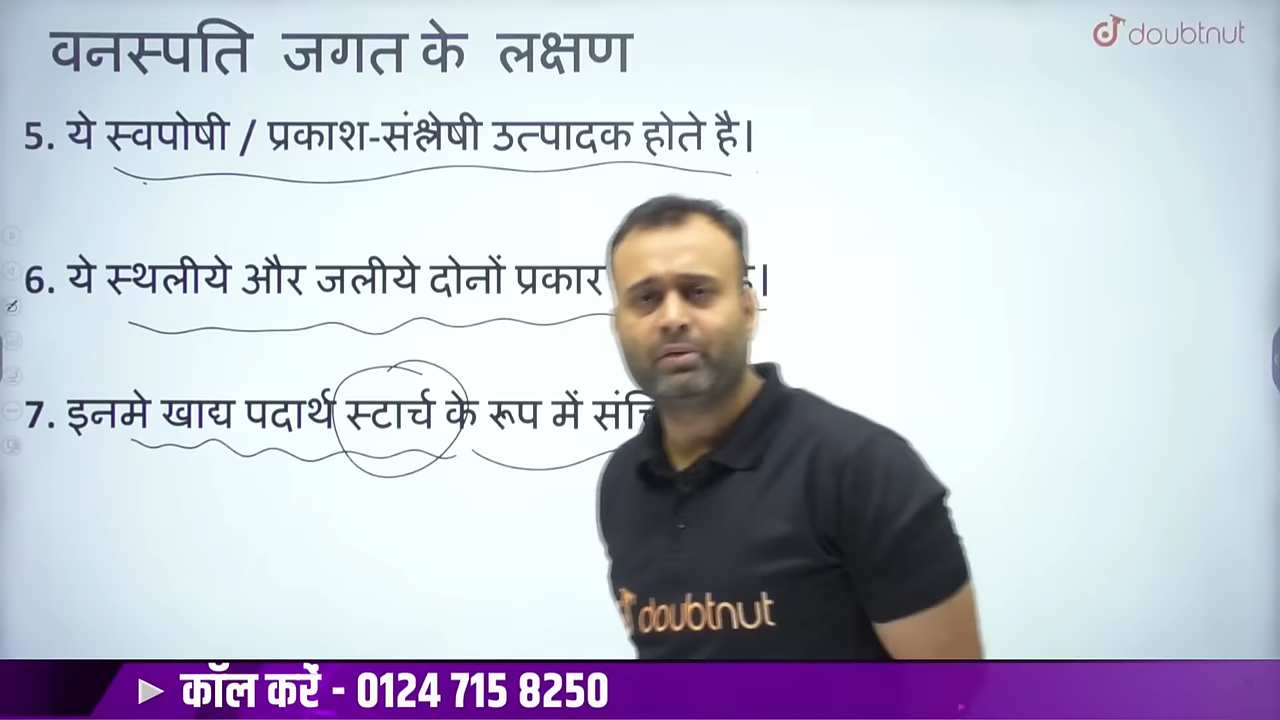 वनस्पति जगत के लक्षण
doubtnut
5. ये स्वपोषी / प्रकाश-संश्लेषी उत्पादक होते है।
6. ये स्थलीये और जलीये दोनों प्रकार
7. इनमे खाद्य पदार्थ स्टार्च के रूप में
doubtnut
कॉल करें - 0124 715 8250